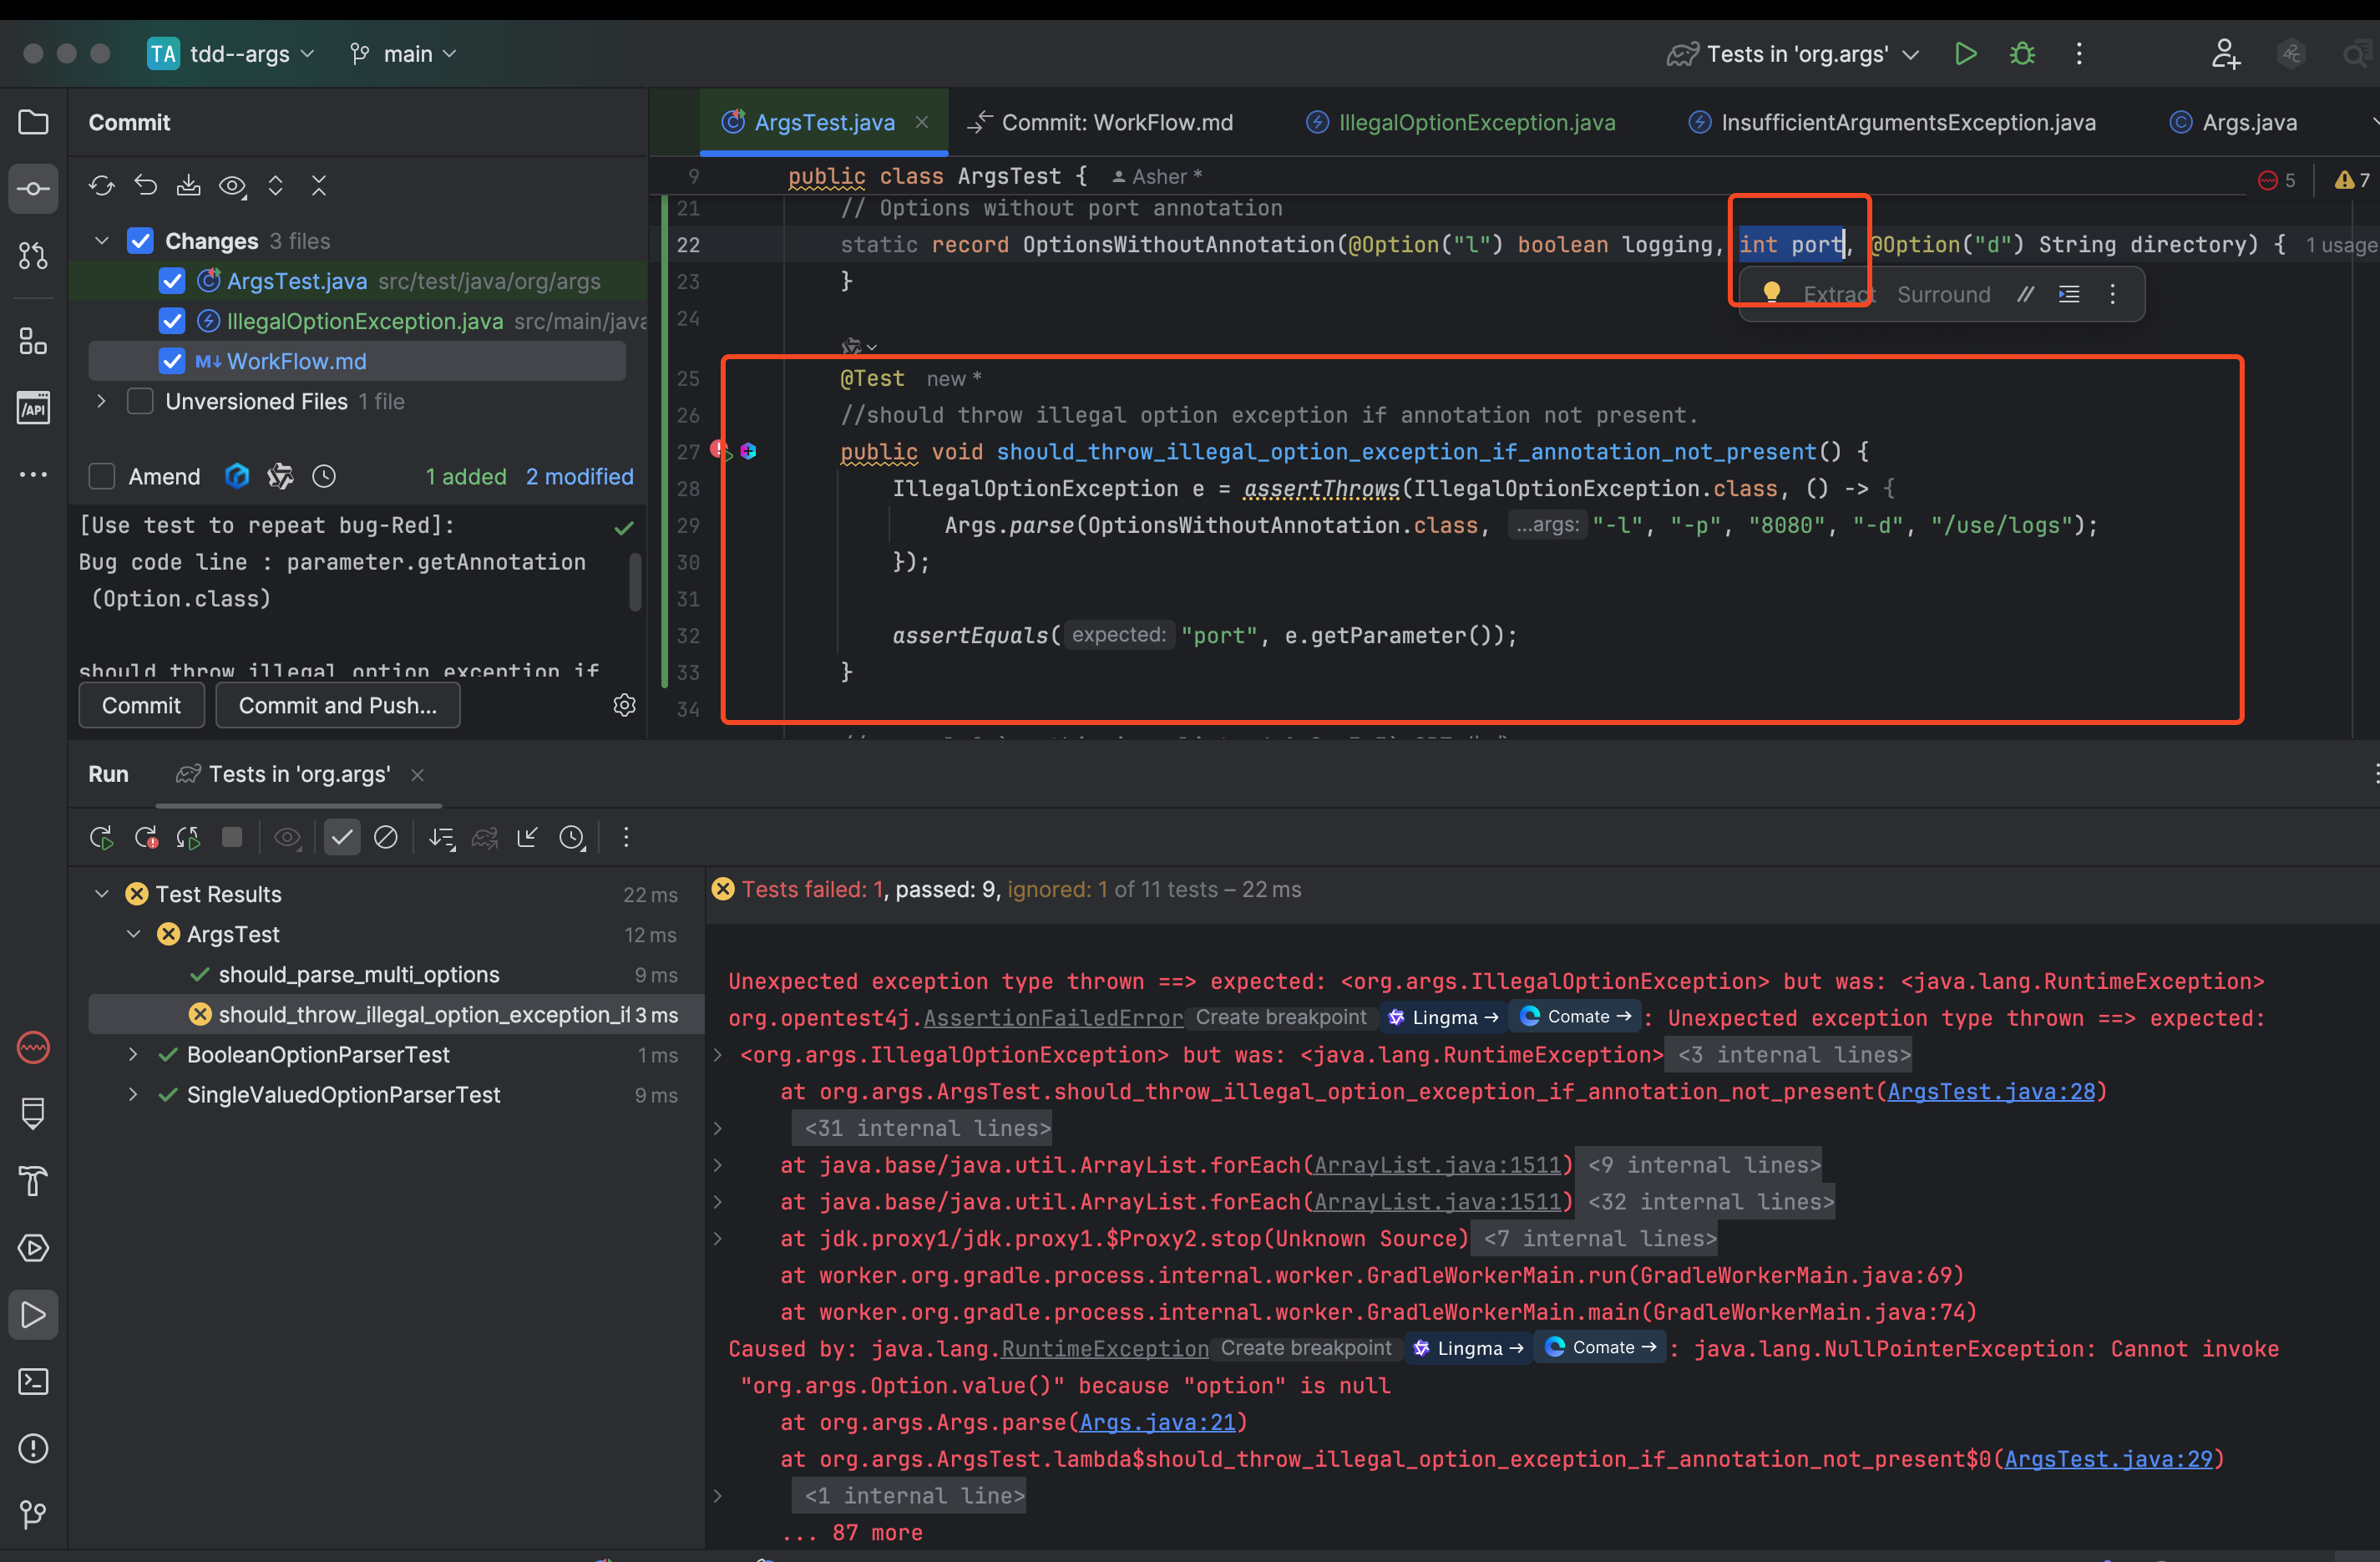 TA tdd--args main Tests in 'org.args'
Commit
ArgsTest.java Commit: WorkFlow.md IllegalOptionException.java InsufficientArgumentsException.java Args.java
Changes 3 files
ArgsTest.java src/test/java/org/args
IllegalOptionException.java src/main/java
M↓ WorkFlow.md
Unversioned Files 1 file
Amend 1 added 2 modified
[Use test to repeat bug-Red]:
Bug code line : parameter.getAnnotation
(Option.class)
should throw illegal option exception if
Commit Commit and Push...
9 public class ArgsTest { Asher * 5 7
21 // Options without port annotation
22 static record OptionsWithoutAnnotation(@Option("l") boolean logging, int port, @Option("d") String directory) { 1 usage
Extract Surround //
23 }
24
25 @Test new *
26 //should throw illegal option exception if annotation not present.
27 public void should_throw_illegal_option_exception_if_annotation_not_present() {
28 IllegalOptionException e = assertThrows(IllegalOptionException.class, () -> {
29 Args.parse(OptionsWithoutAnnotation.class, ...args: "-l", "-p", "8080", "-d", "/use/logs");
30 });
31
32 assertEquals( expected: "port", e.getParameter());
33 }
34
Run Tests in 'org.args'
Test Results 22 ms
ArgsTest 12 ms
should_parse_multi_options 9 ms
should_throw_illegal_option_exception_if 3 ms
BooleanOptionParserTest 1 ms
SingleValuedOptionParserTest 9 ms
Tests failed: 1, passed: 9, ignored: 1 of 11 tests – 22 ms
Unexpected exception type thrown ==> expected: <org.args.IllegalOptionException> but was: <java.lang.RuntimeException>
org.opentest4j.AssertionFailedError Create breakpoint Lingma → Comate → : Unexpected exception type thrown ==> expected:
<org.args.IllegalOptionException> but was: <java.lang.RuntimeException> <3 internal lines>
at org.args.ArgsTest.should_throw_illegal_option_exception_if_annotation_not_present(ArgsTest.java:28)
<31 internal lines>
at java.base/java.util.ArrayList.forEach(ArrayList.java:1511) <9 internal lines>
at java.base/java.util.ArrayList.forEach(ArrayList.java:1511) <32 internal lines>
at jdk.proxy1/jdk.proxy1.$Proxy2.stop(Unknown Source) <7 internal lines>
at worker.org.gradle.process.internal.worker.GradleWorkerMain.run(GradleWorkerMain.java:69)
at worker.org.gradle.process.internal.worker.GradleWorkerMain.main(GradleWorkerMain.java:74)
Caused by: java.lang.RuntimeException Create breakpoint Lingma → Comate → : java.lang.NullPointerException: Cannot invoke
"org.args.Option.value()" because "option" is null
at org.args.Args.parse(Args.java:21)
at org.args.ArgsTest.lambda$should_throw_illegal_option_exception_if_annotation_not_present$0(ArgsTest.java:29)
<1 internal line>
... 87 more